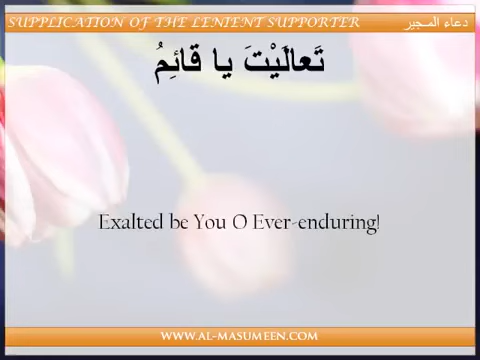 SUPPLICATION OF THE LENIENT SUPPORTER دعاء المجير
تَعالَيْتَ يا قائِمُ
Exalted be You O Ever-enduring!
WWW.AL-MASUMEEN.COM